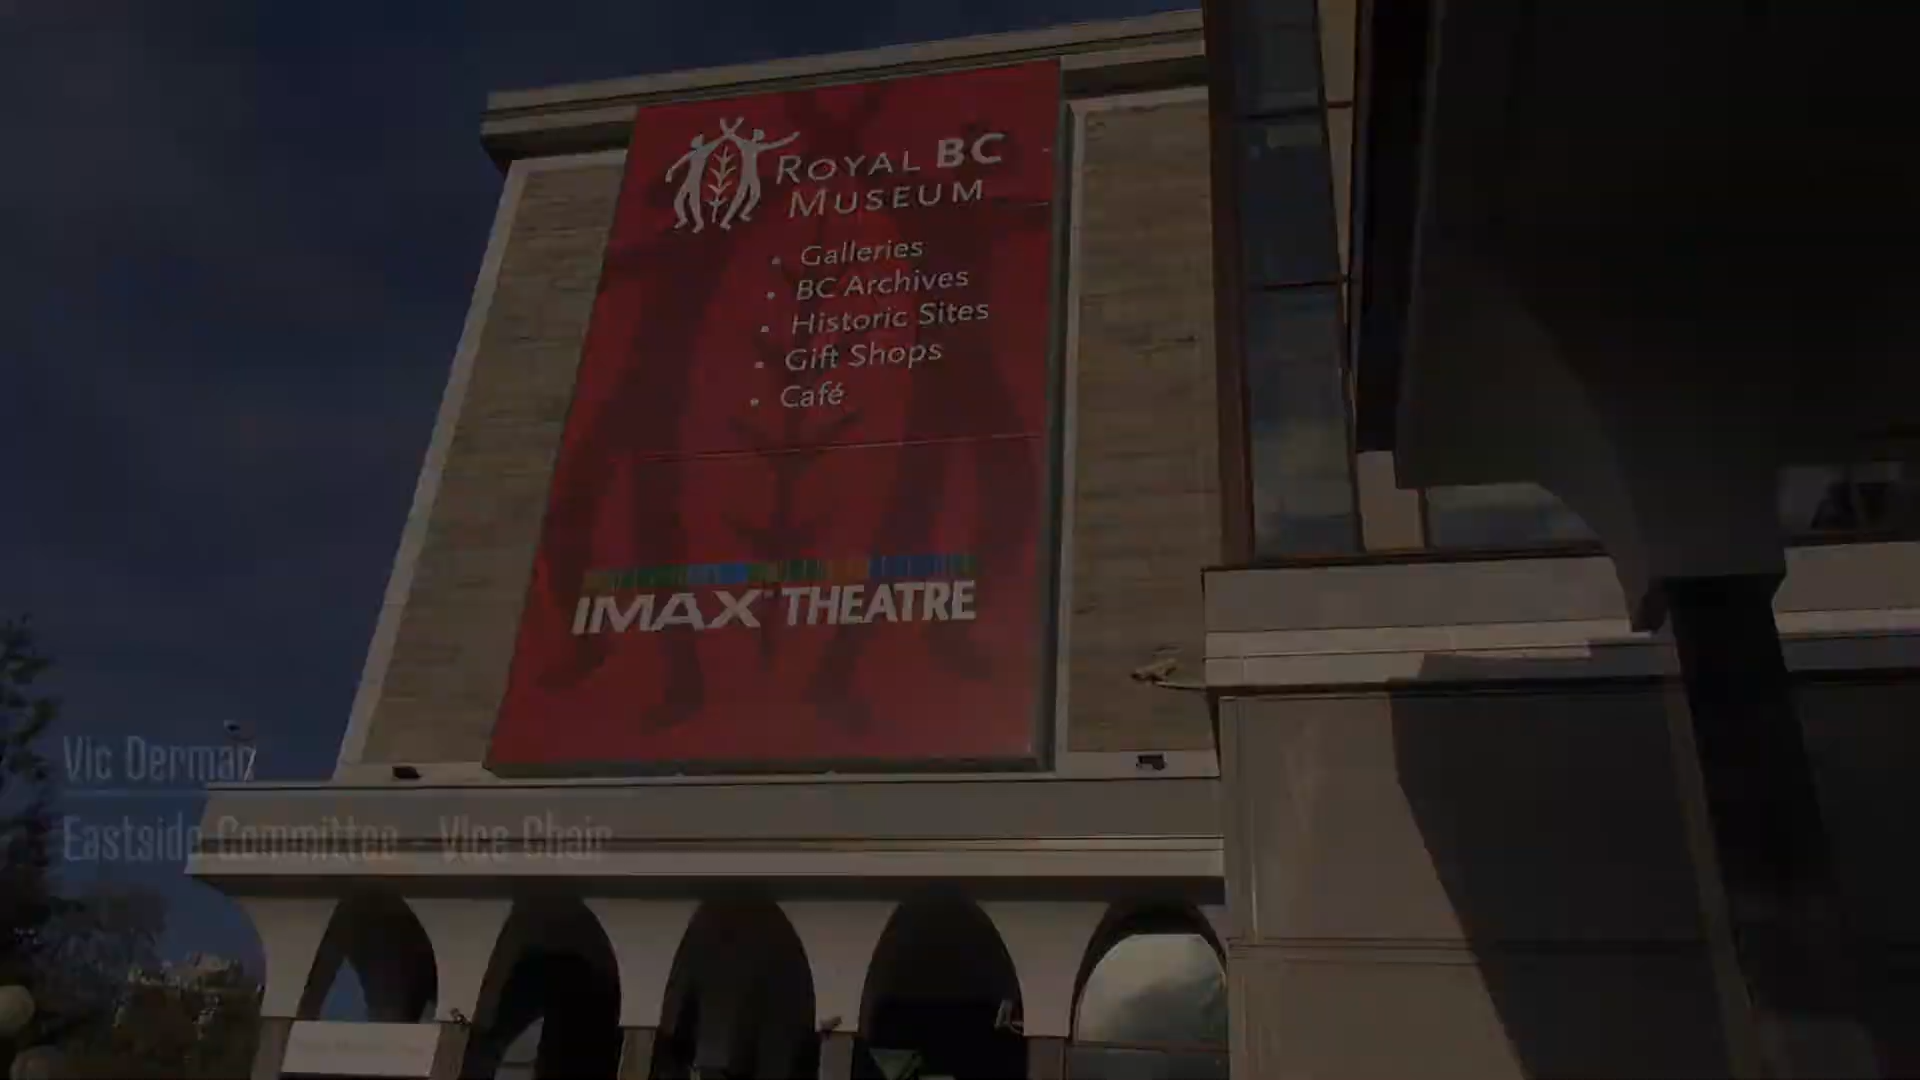 ROYAL BC
MUSEUM
• Galleries
• BC Archives
• Historic Sites
• Gift Shops
• Café
IMAX THEATRE
Vic Derman
Eastside Committee - Vice Chair